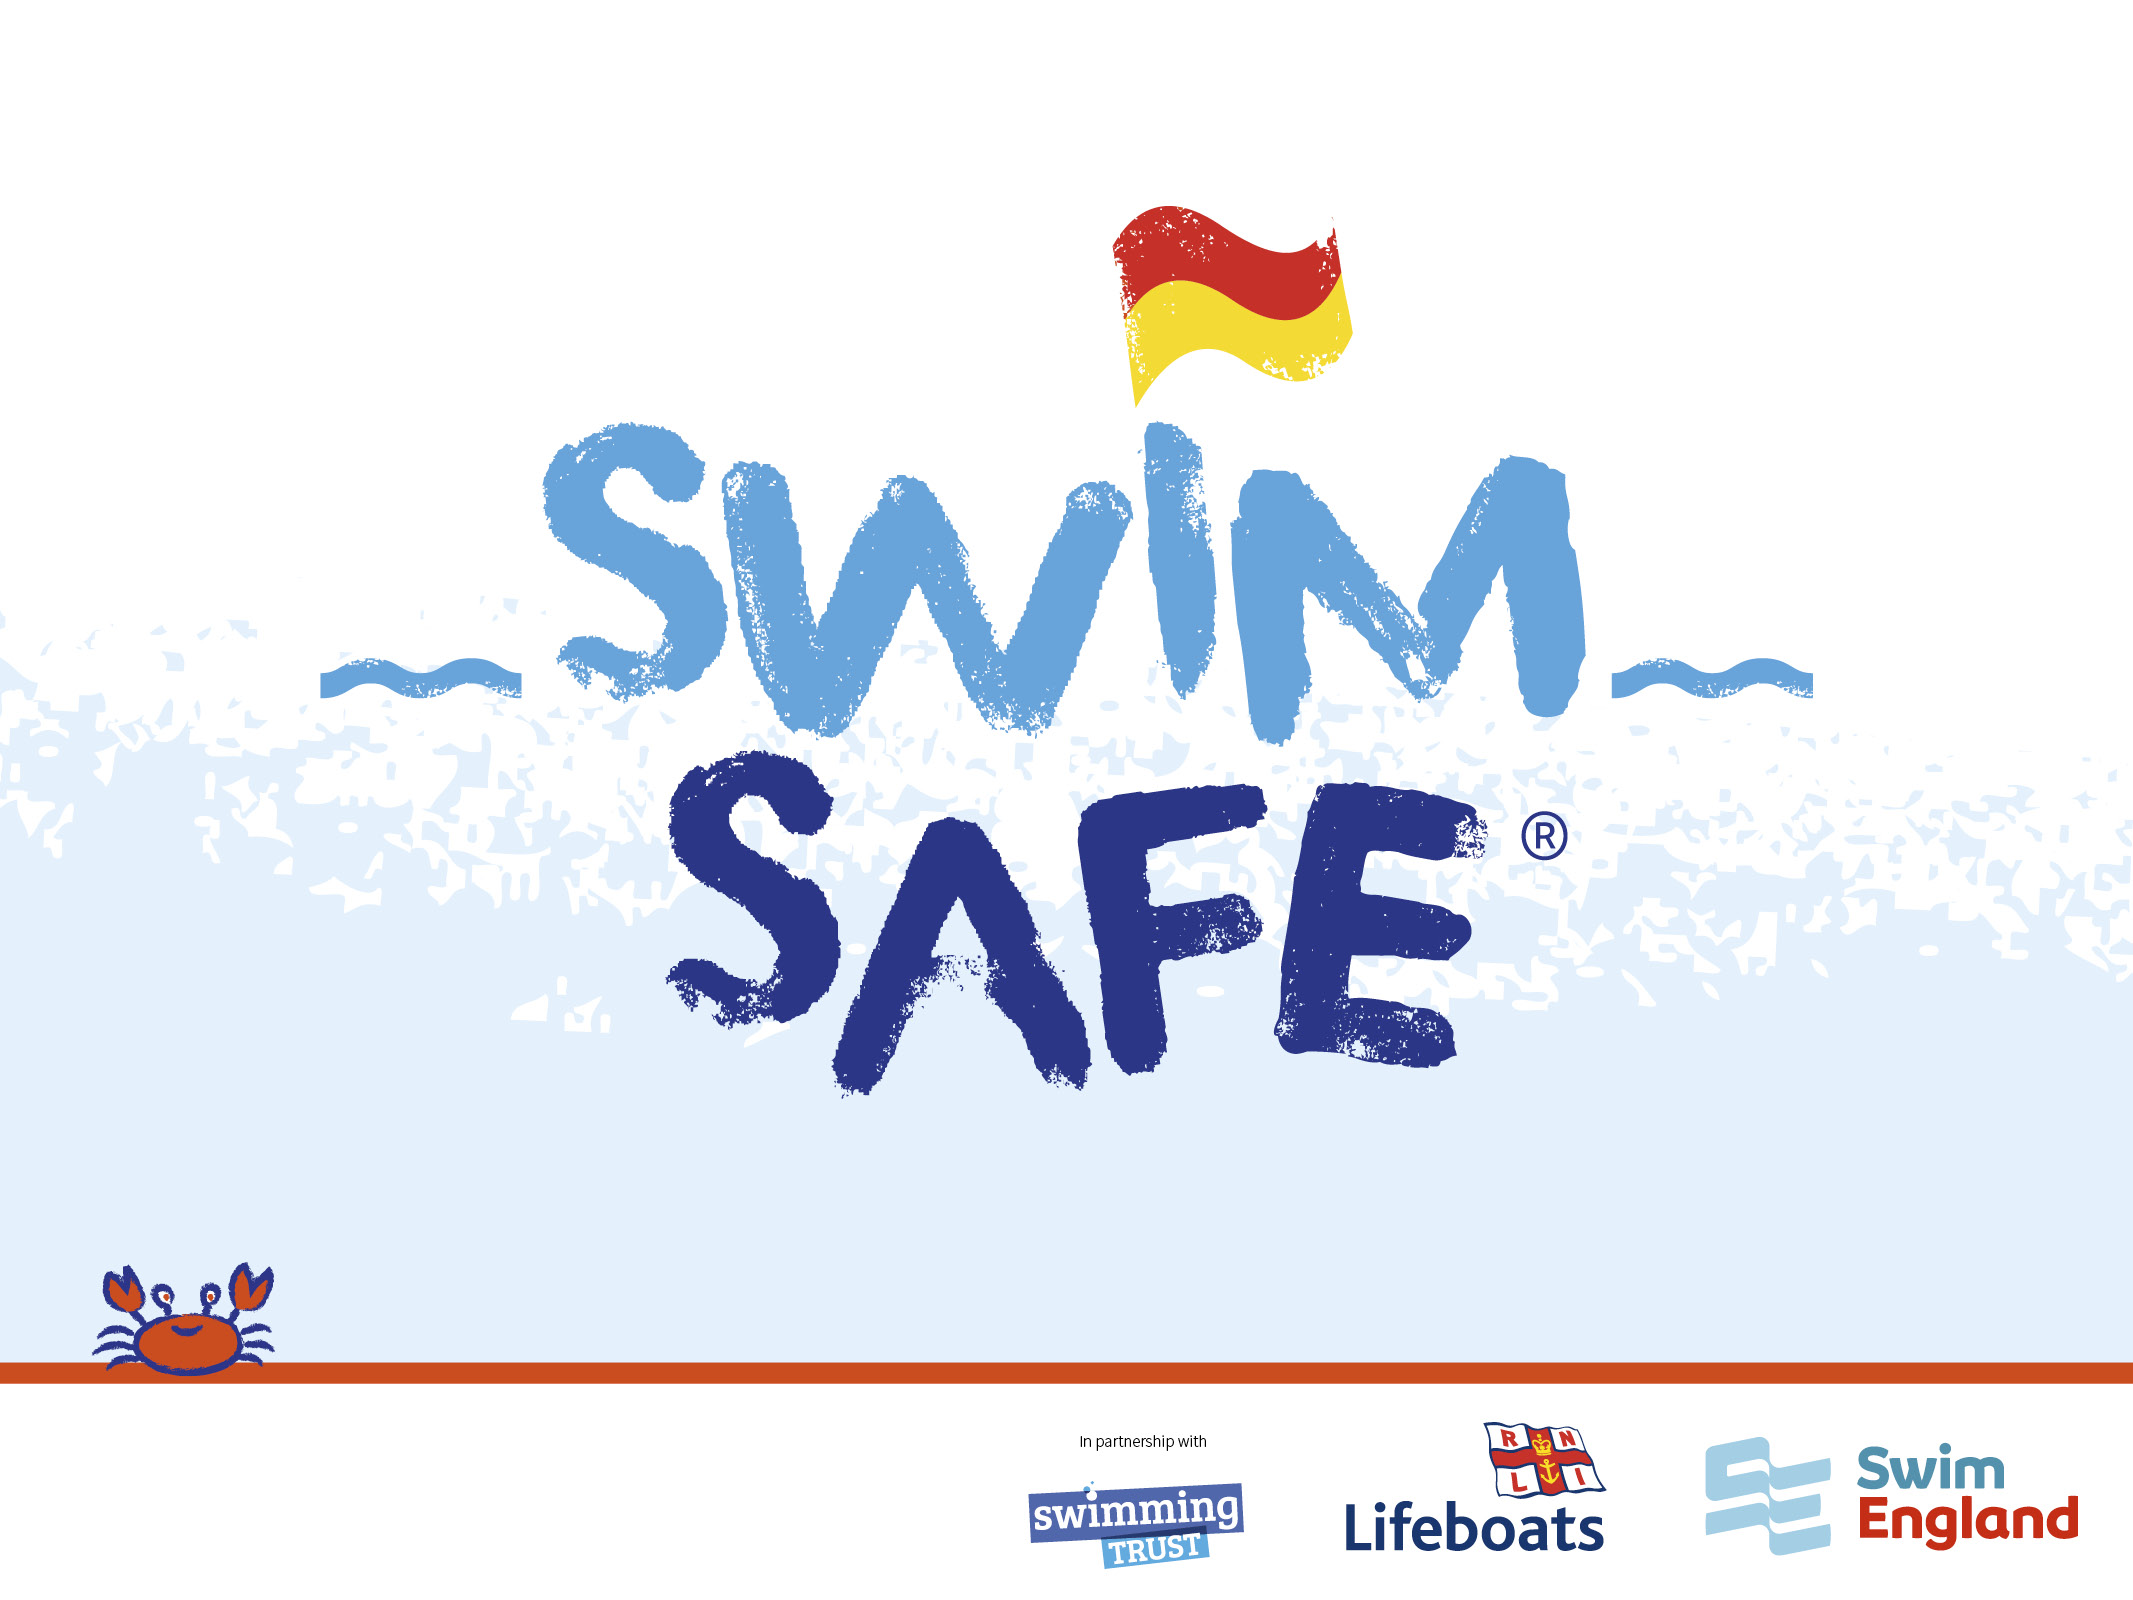 SWIM
SAFE ®
In partnership with
swimming
TRUST
R N
L I
Lifeboats
Swim
England